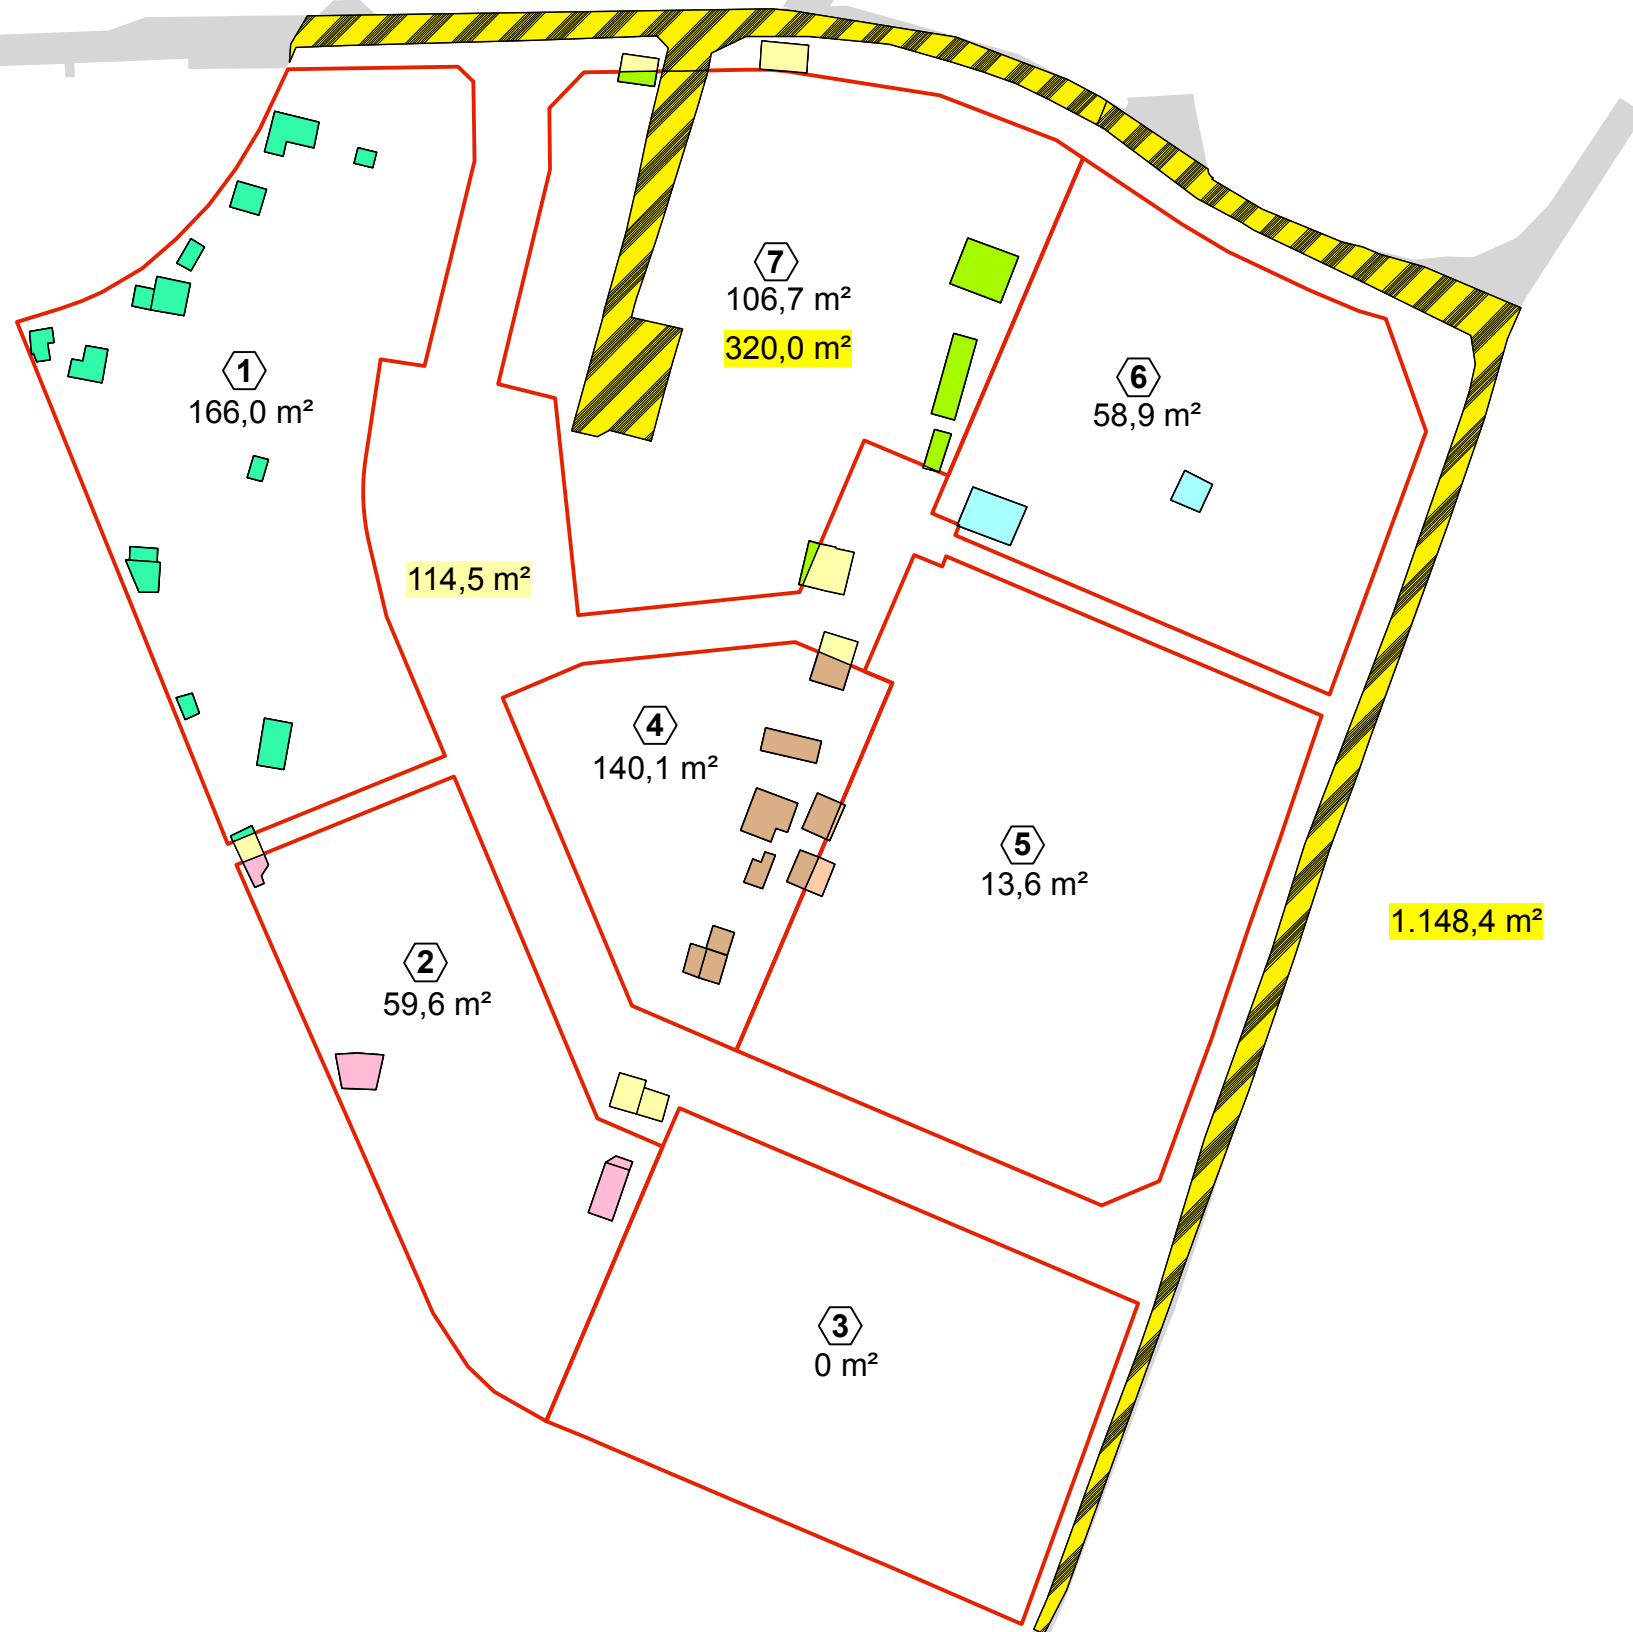 7
106,7 m²
320,0 m²
1
166,0 m²
6
58,9 m²
114,5 m²
4
140,1 m²
5
13,6 m²
1.148,4 m²
2
59,6 m²
3
0 m²